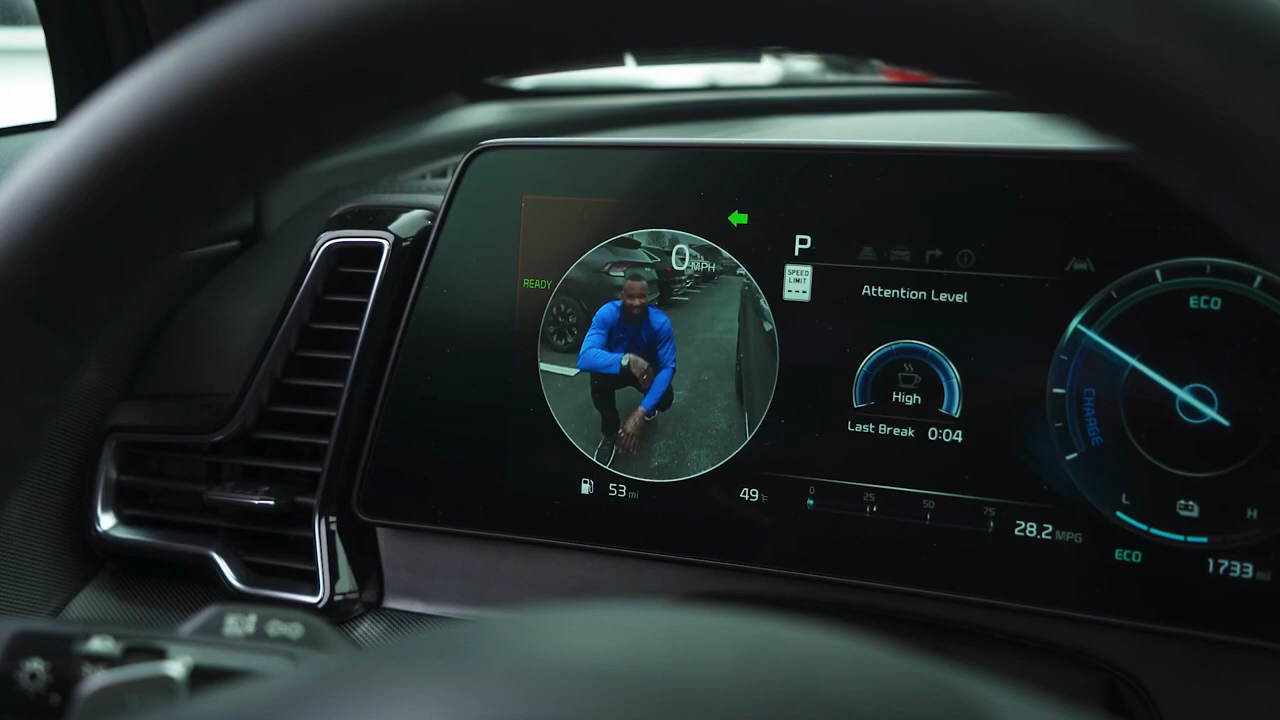 0 MPH
READY
P
SPEED
LIMIT
---
Attention Level
High
Last Break 0:04
ECO
CHARGE
53 mi
49°F
0 25 50 75
28.2 MPG
L H
ECO
1733 mi